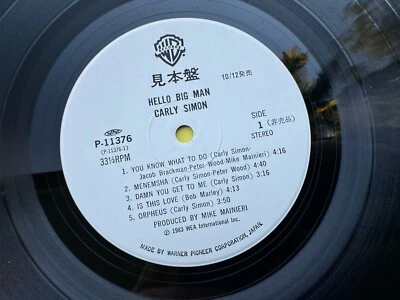 見本盤
10/12発売
HELLO BIG MAN
CARLY SIMON
P-11376
(P-11376-1)
33⅓RPM
SIDE
1 (非売品)
STEREO
1. YOU KNOW WHAT TO DO (Carly Simon-
Jacob Brachman-Peter Wood-Mike Mainieri) 4:16
2. MENEMSHA (Carly Simon-Peter Wood) 4:40
3. DAMN YOU GET TO ME (Carly Simon) 3:56
4. IS THIS LOVE (Bob Marley) 4:13
5. ORPHEUS (Carly Simon) 3:50
PRODUCED BY MIKE MAINIERI
℗1983 WEA International Inc.
MADE BY WARNER PIONEER CORPORATION, JAPAN